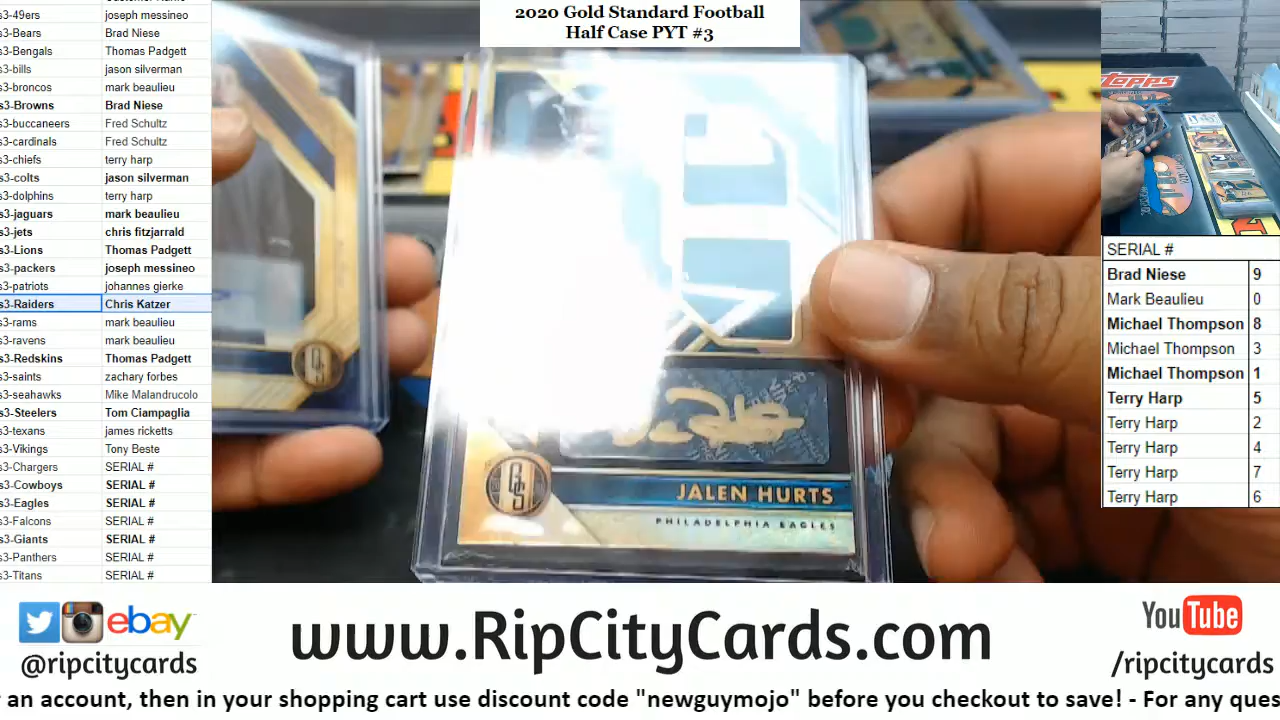 2020 Gold Standard Football
Half Case PYT #3
s3-49ers joseph messineo
s3-Bears Brad Niese
s3-Bengals Thomas Padgett
s3-bills jason silverman
s3-broncos mark beaulieu
s3-Browns Brad Niese
s3-buccaneers Fred Schultz
s3-cardinals Fred Schultz
s3-chiefs terry harp
s3-colts jason silverman
s3-dolphins terry harp
s3-jaguars mark beaulieu
s3-jets chris fitzjarrald
s3-Lions Thomas Padgett
s3-packers joseph messineo
s3-patriots johannes gierke
s3-Raiders Chris Katzer
s3-rams mark beaulieu
s3-ravens mark beaulieu
s3-Redskins Thomas Padgett
s3-saints zachary forbes
s3-seahawks Mike Malandrucolo
s3-Steelers Tom Ciampaglia
s3-texans james ricketts
s3-Vikings Tony Beste
s3-Chargers SERIAL #
s3-Cowboys SERIAL #
s3-Eagles SERIAL #
s3-Falcons SERIAL #
s3-Giants SERIAL #
s3-Panthers SERIAL #
s3-Titans SERIAL #
GS
JALEN HURTS
PHILADELPHIA EAGLES
TOPPS
SERIAL #
Brad Niese 9
Mark Beaulieu 0
Michael Thompson 8
Michael Thompson 3
Michael Thompson 1
Terry Harp 5
Terry Harp 2
Terry Harp 4
Terry Harp 7
Terry Harp 6
ebay
@ripcitycards
www.RipCityCards.com
YouTube
/ripcitycards
an account, then in your shopping cart use discount code "newguymojo" before you checkout to save! - For any ques